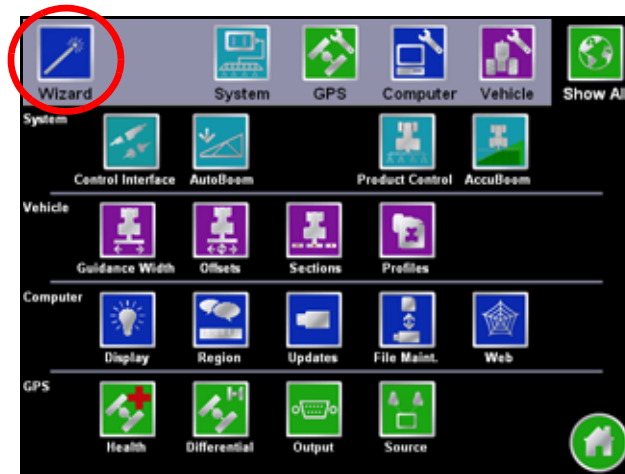 Wizard System GPS Computer Vehicle Show All
System
Control Interface AutoBoom Product Control AccuBoom
Vehicle
Guidance Width Offsets Sections Profiles
Computer
Display Region Updates File Maint. Web
GPS
Health Differential Output Source